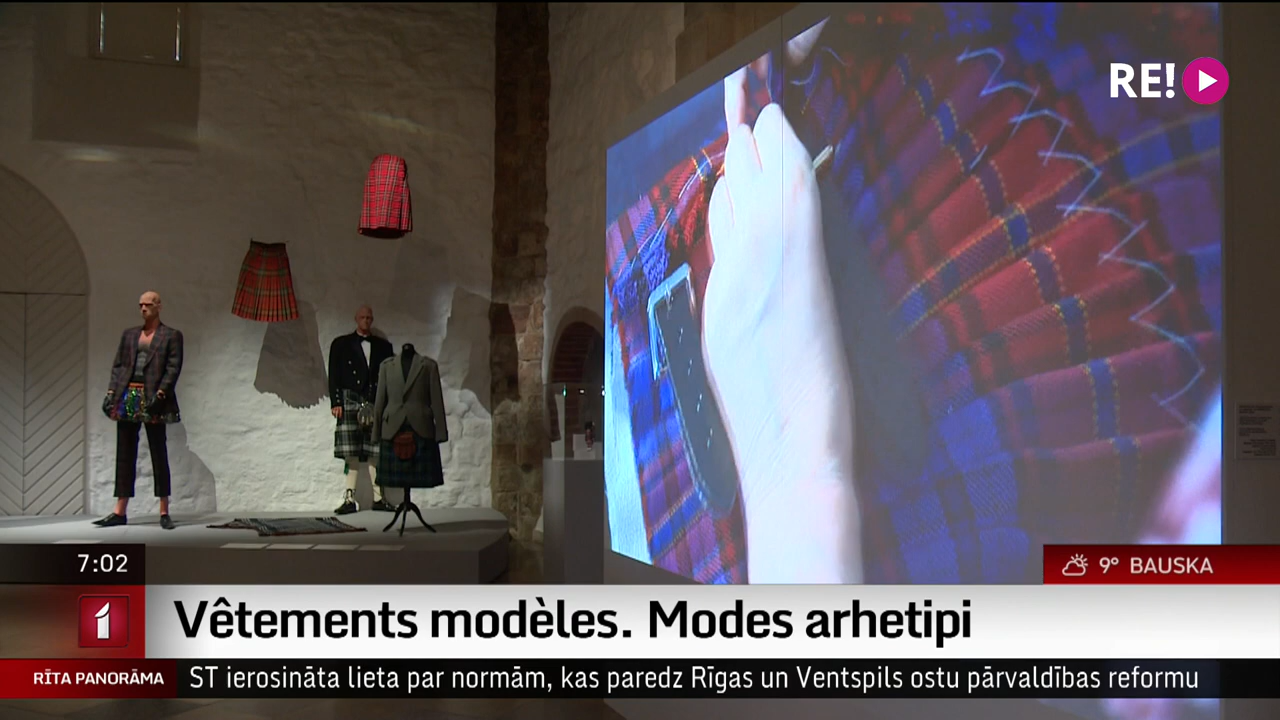 RE!
7:02
9° BAUSKA
1
Vêtements modèles. Modes arhetipi
RĪTA PANORĀMA
ST ierosināta lieta par normām, kas paredz Rīgas un Ventspils ostu pārvaldības reformu